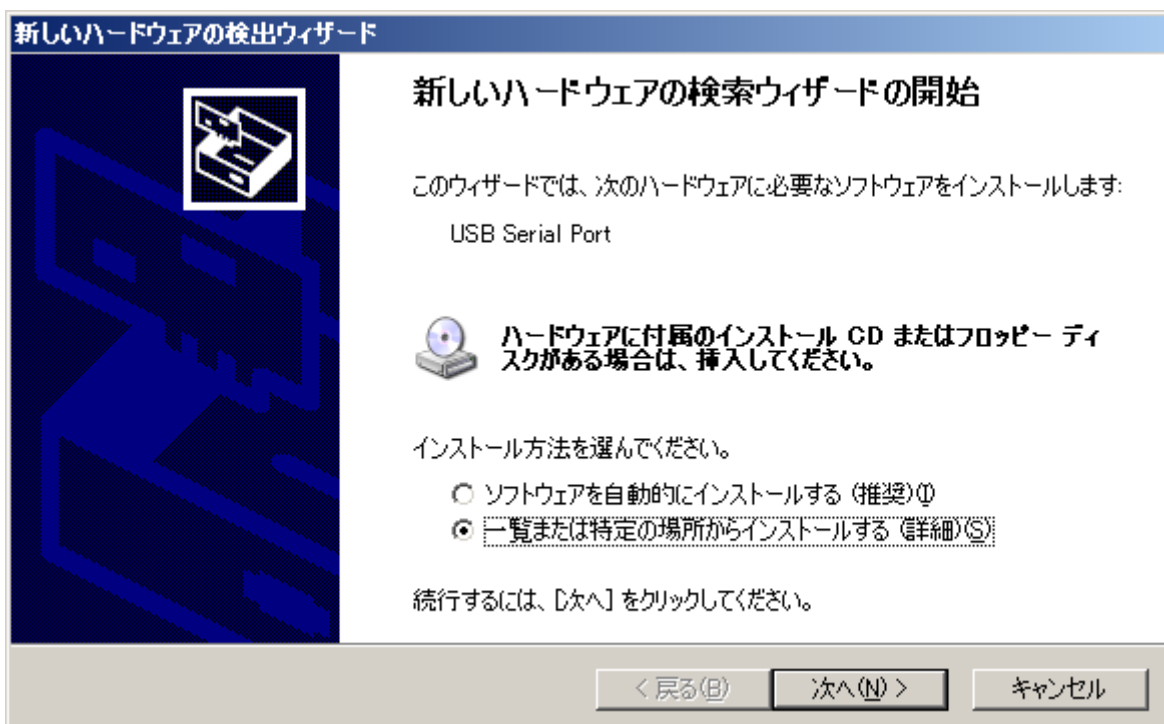 新しいハードウェアの検出ウィザード
新しいハードウェアの検索ウィザードの開始
このウィザードでは、次のハードウェアに必要なソフトウェアをインストールします:
USB Serial Port
ハードウェアに付属のインストール CD またはフロッピー ディ
スクがある場合は、挿入してください。
インストール方法を選んでください。
ソフトウェアを自動的にインストールする (推奨)(I)
一覧または特定の場所からインストールする (詳細)(S)
続行するには、[次へ] をクリックしてください。
< 戻る(B)
次へ(N) >
キャンセル